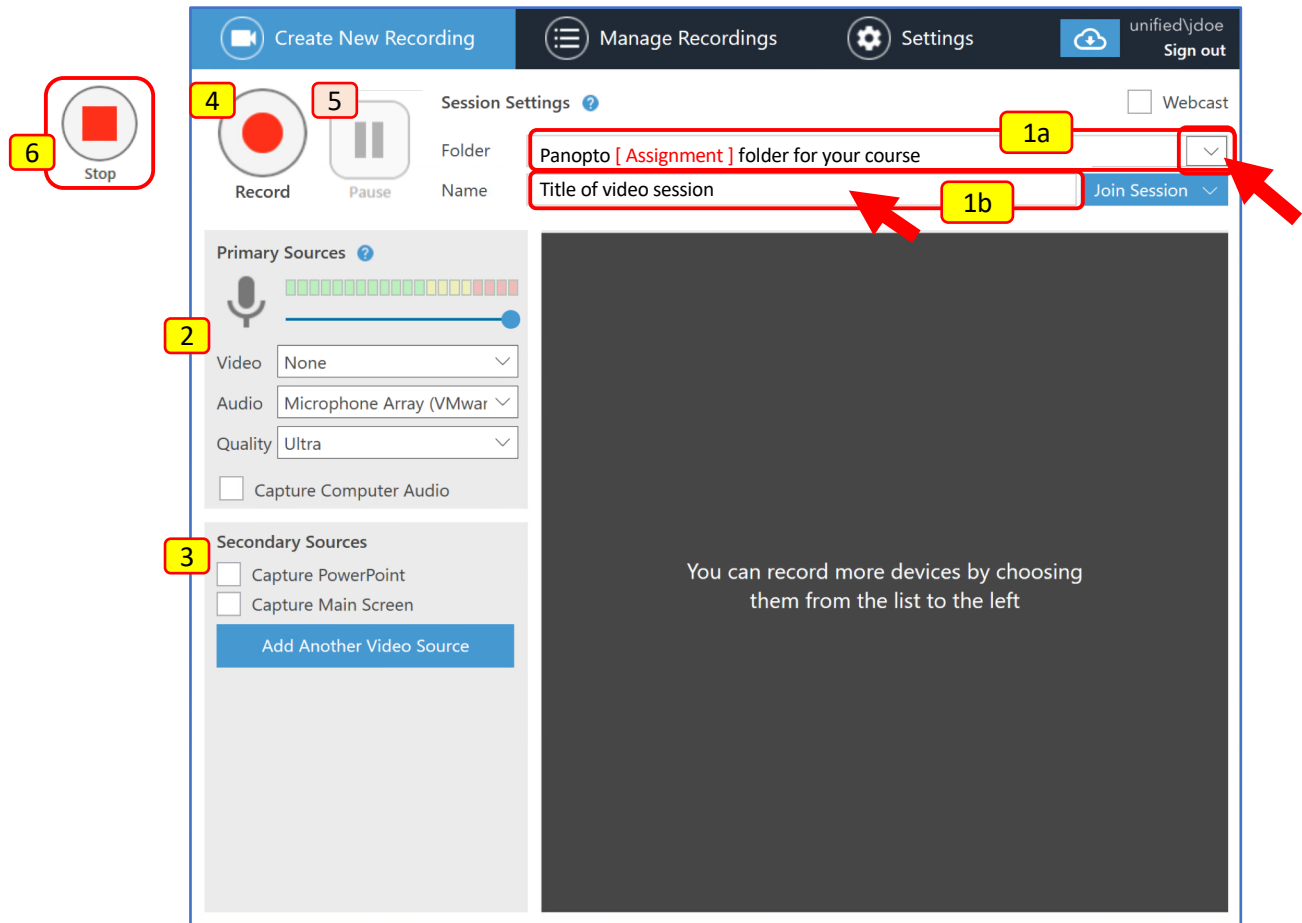 Create New Recording
Manage Recordings
Settings
unified\jdoe
Sign out
4
5
Session Settings ?
Webcast
1a
6
Stop
Folder
Panopto [ Assignment ] folder for your course
Record
Pause
Name
Title of video session
1b
Join Session
Primary Sources ?
2
Video
None
Audio
Microphone Array (VMwar
Quality
Ultra
Capture Computer Audio
3
Secondary Sources
Capture PowerPoint
Capture Main Screen
Add Another Video Source
You can record more devices by choosing
them from the list to the left